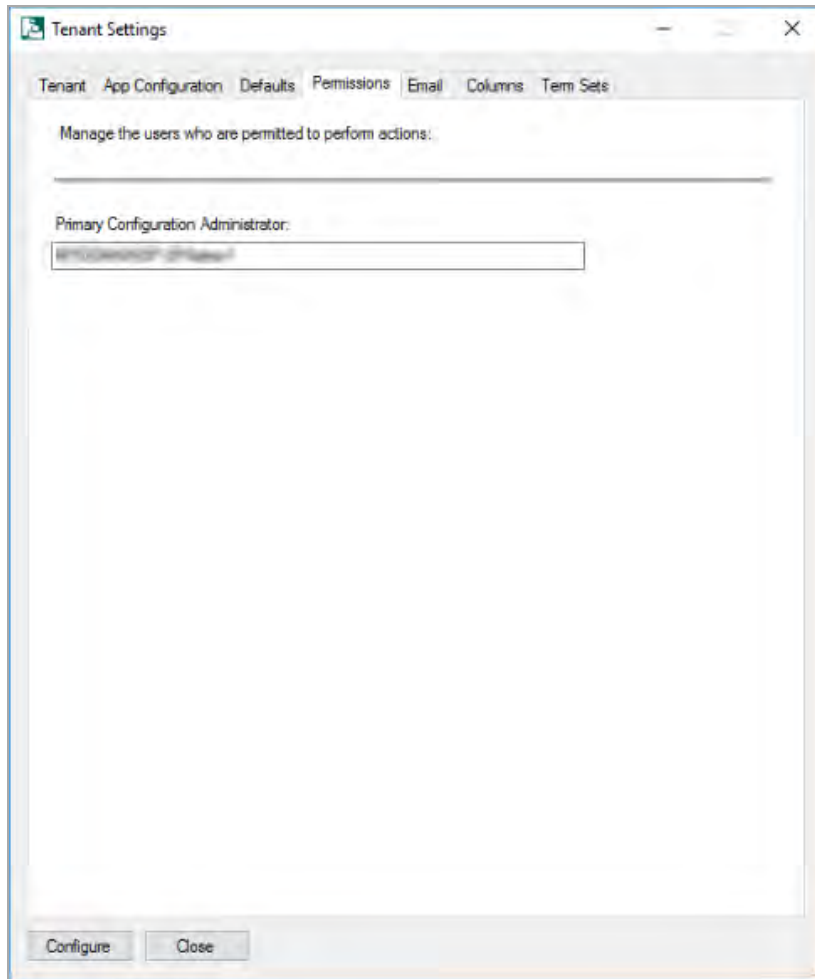 Tenant Settings
Tenant App Configuration Defaults Permissions Email Columns Term Sets
Manage the users who are permitted to perform actions:
Primary Configuration Administrator:
Configure Close